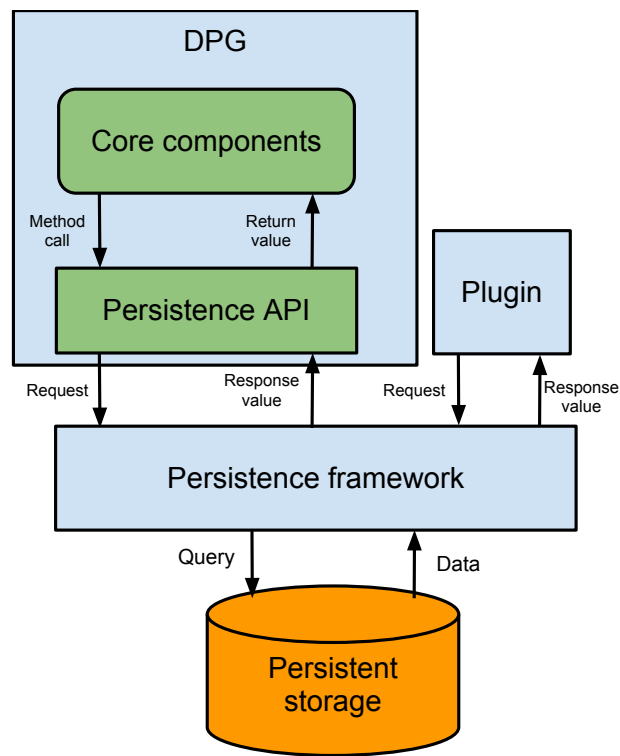 DPG
Core components
Method
call
Return
value
Persistence API
Plugin
Request
Response
value
Request
Response
value
Persistence framework
Query
Data
Persistent
storage